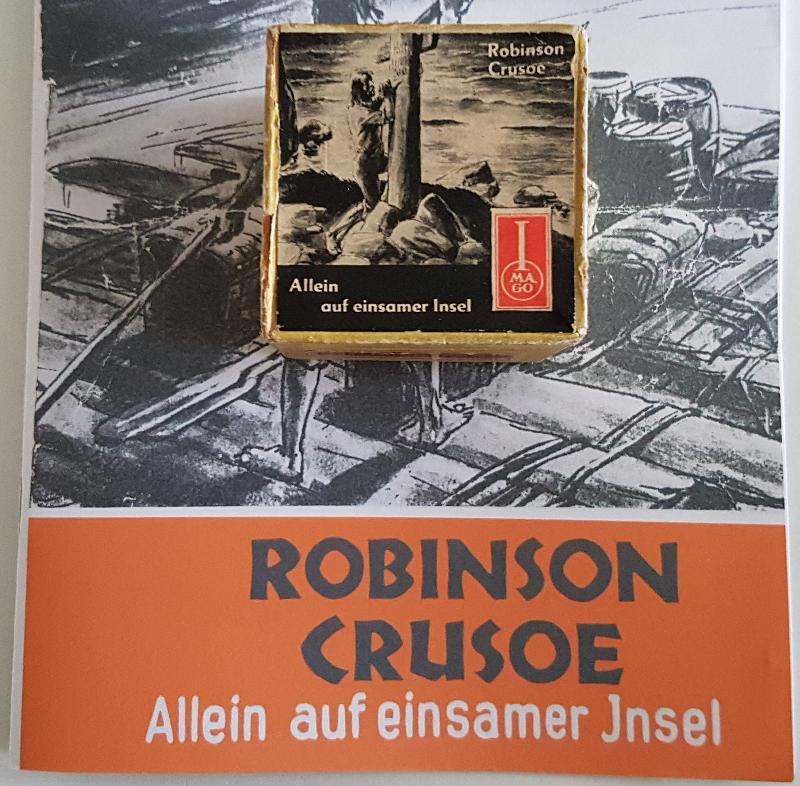 Robinson
Crusoe
I
MA
GO
Allein
auf einsamer Insel
ROBINSON
CRUSOE
Allein auf einsamer Jnsel